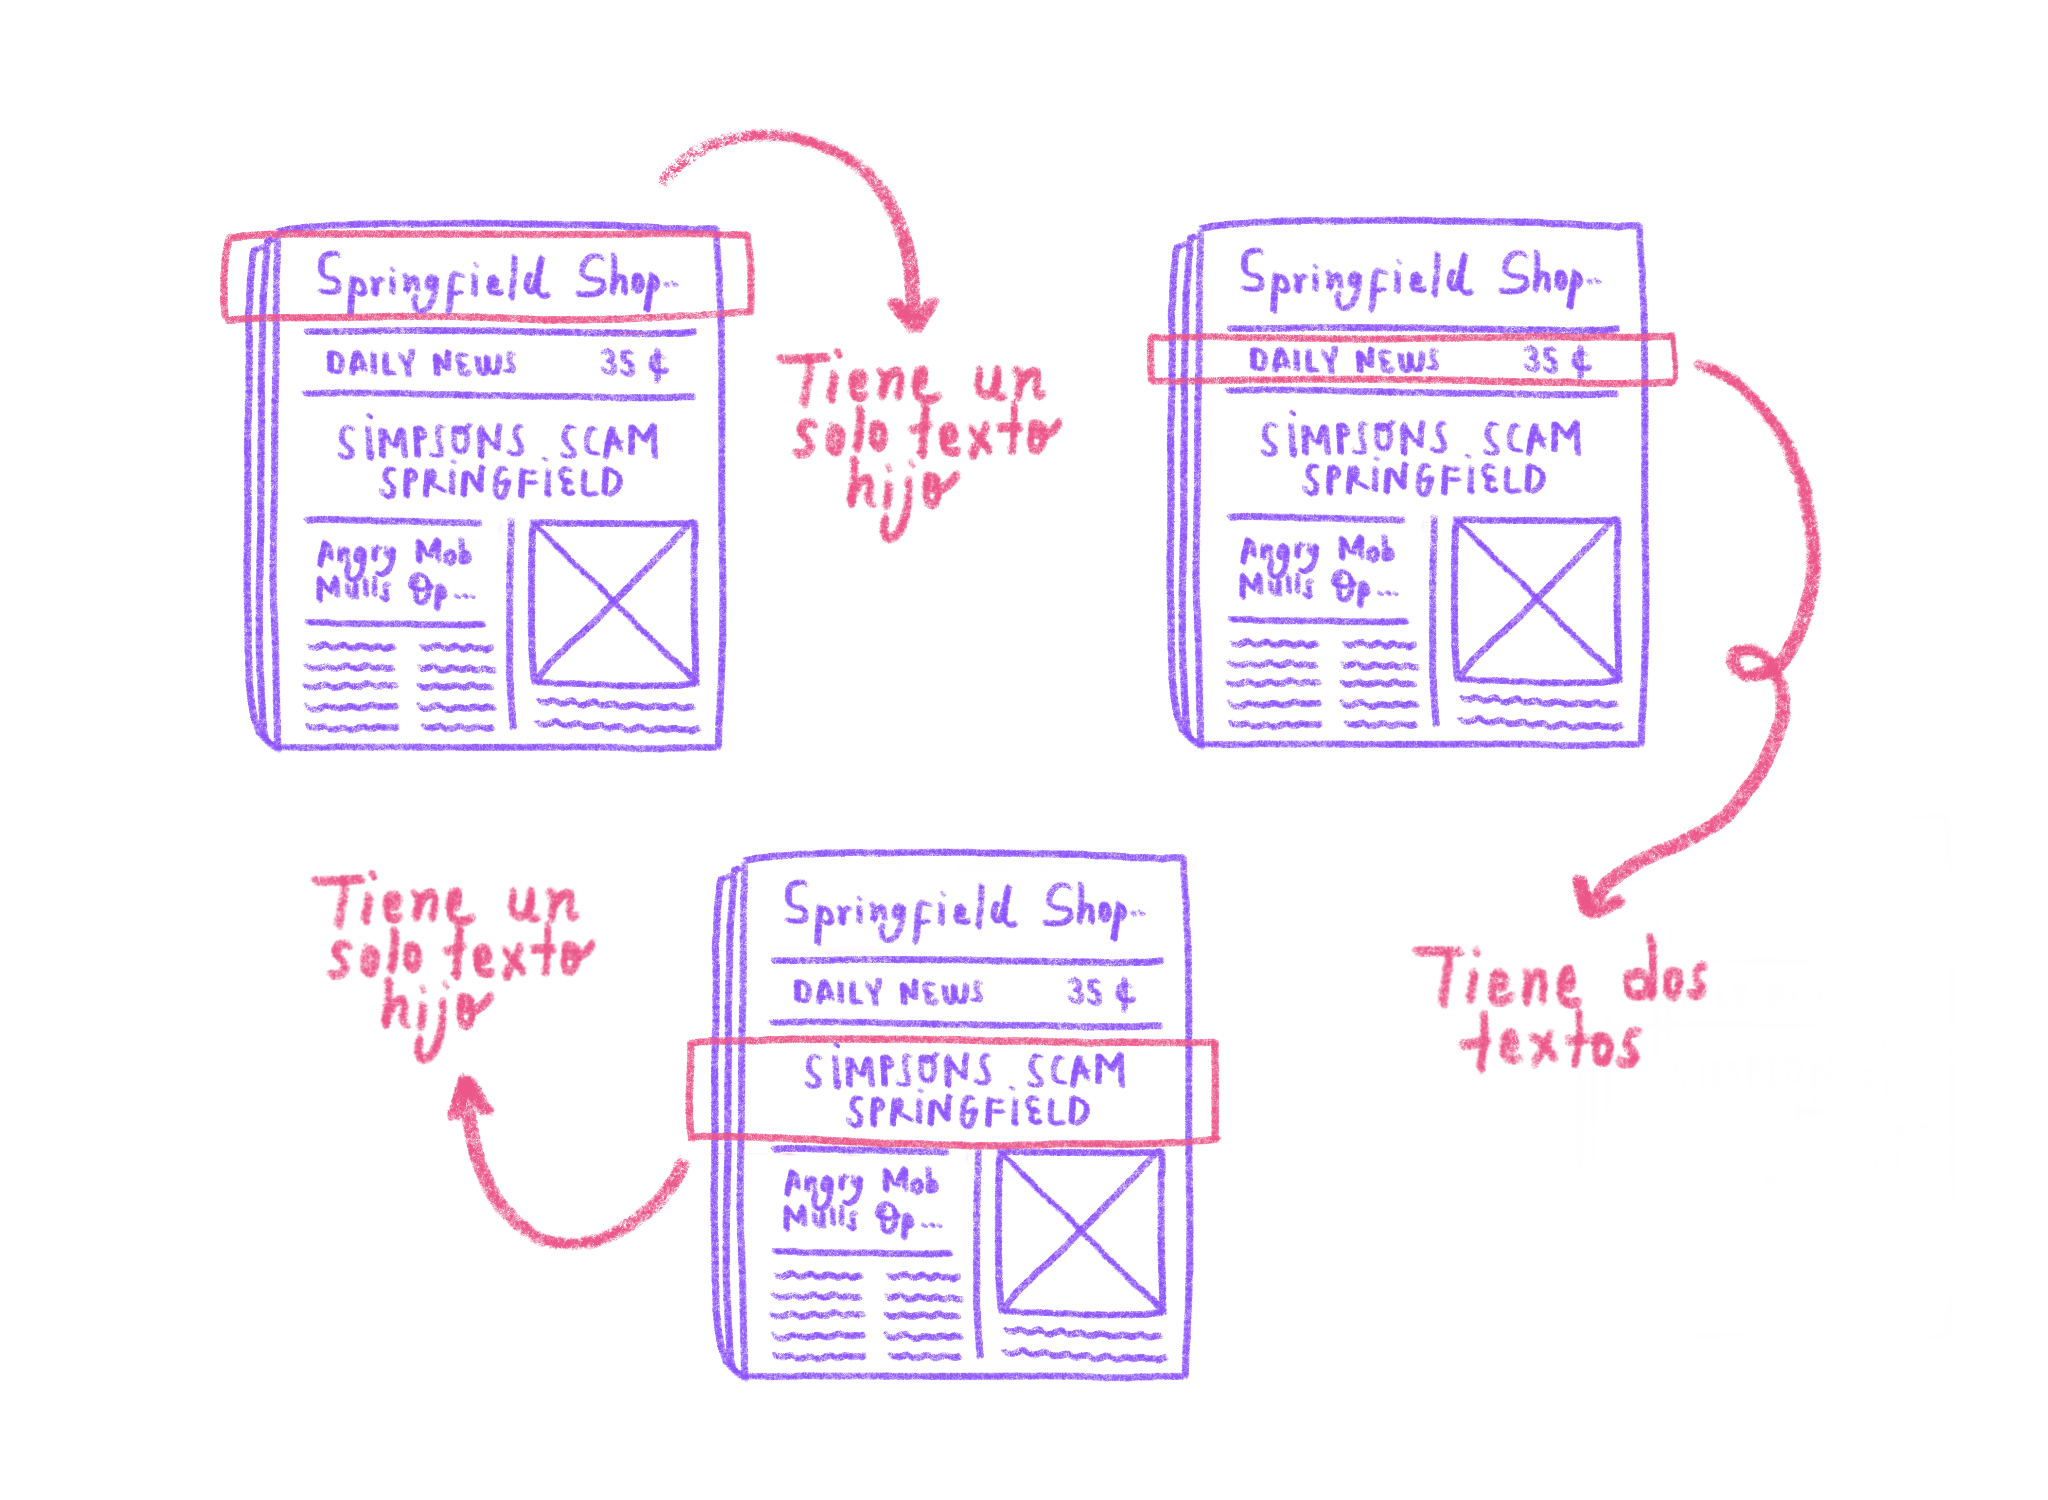 Springfield Shop...
DAILY NEWS 35 ¢
SIMPSONS SCAM
SPRINGFIELD
Angry Mob
Mulls Op...
Tiene un
solo texto
hijo
Springfield Shop...
DAILY NEWS 35 ¢
SIMPSONS SCAM
SPRINGFIELD
Angry Mob
Mulls Op...
Tiene dos
textos
Tiene un
solo texto
hijo
Springfield Shop...
DAILY NEWS 35 ¢
SIMPSONS SCAM
SPRINGFIELD
Angry Mob
Mulls Op...